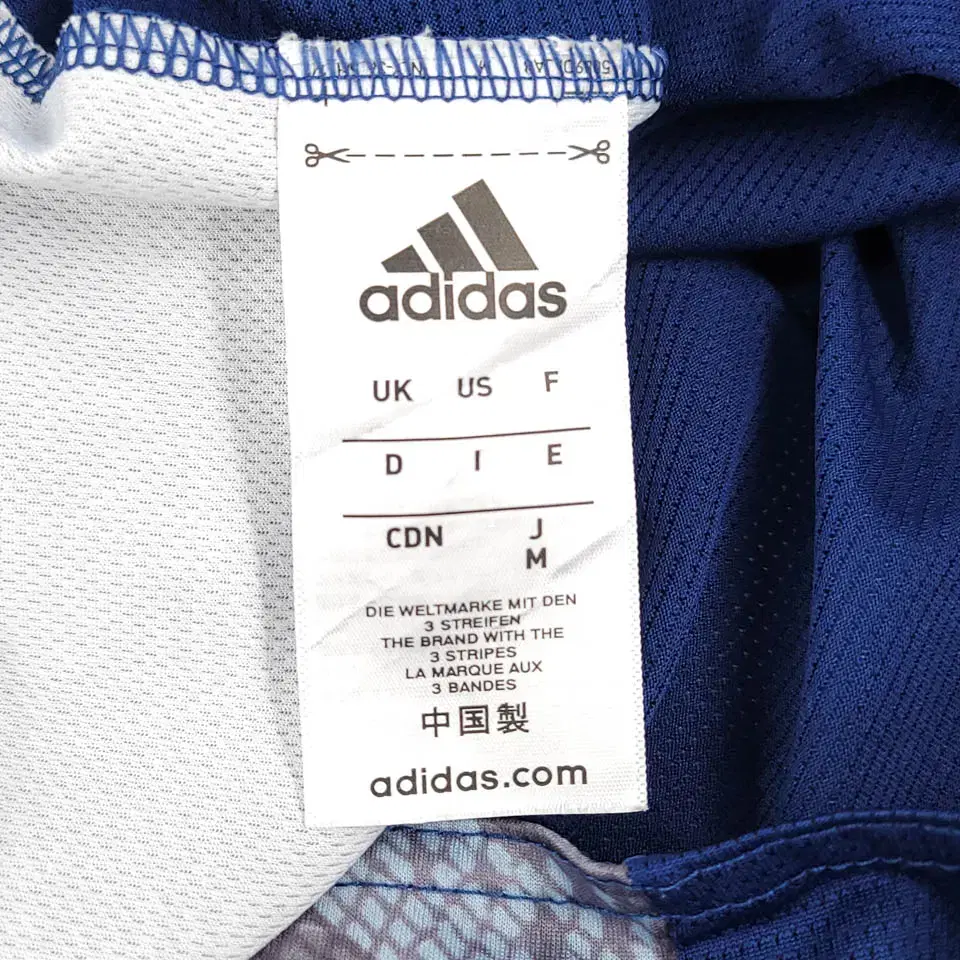 adidas
UK US F
D I E
CDN J
M
DIE WELTMARKE MIT DEN
3 STREIFEN
THE BRAND WITH THE
3 STRIPES
LA MARQUE AUX
3 BANDES
中国製
adidas.com